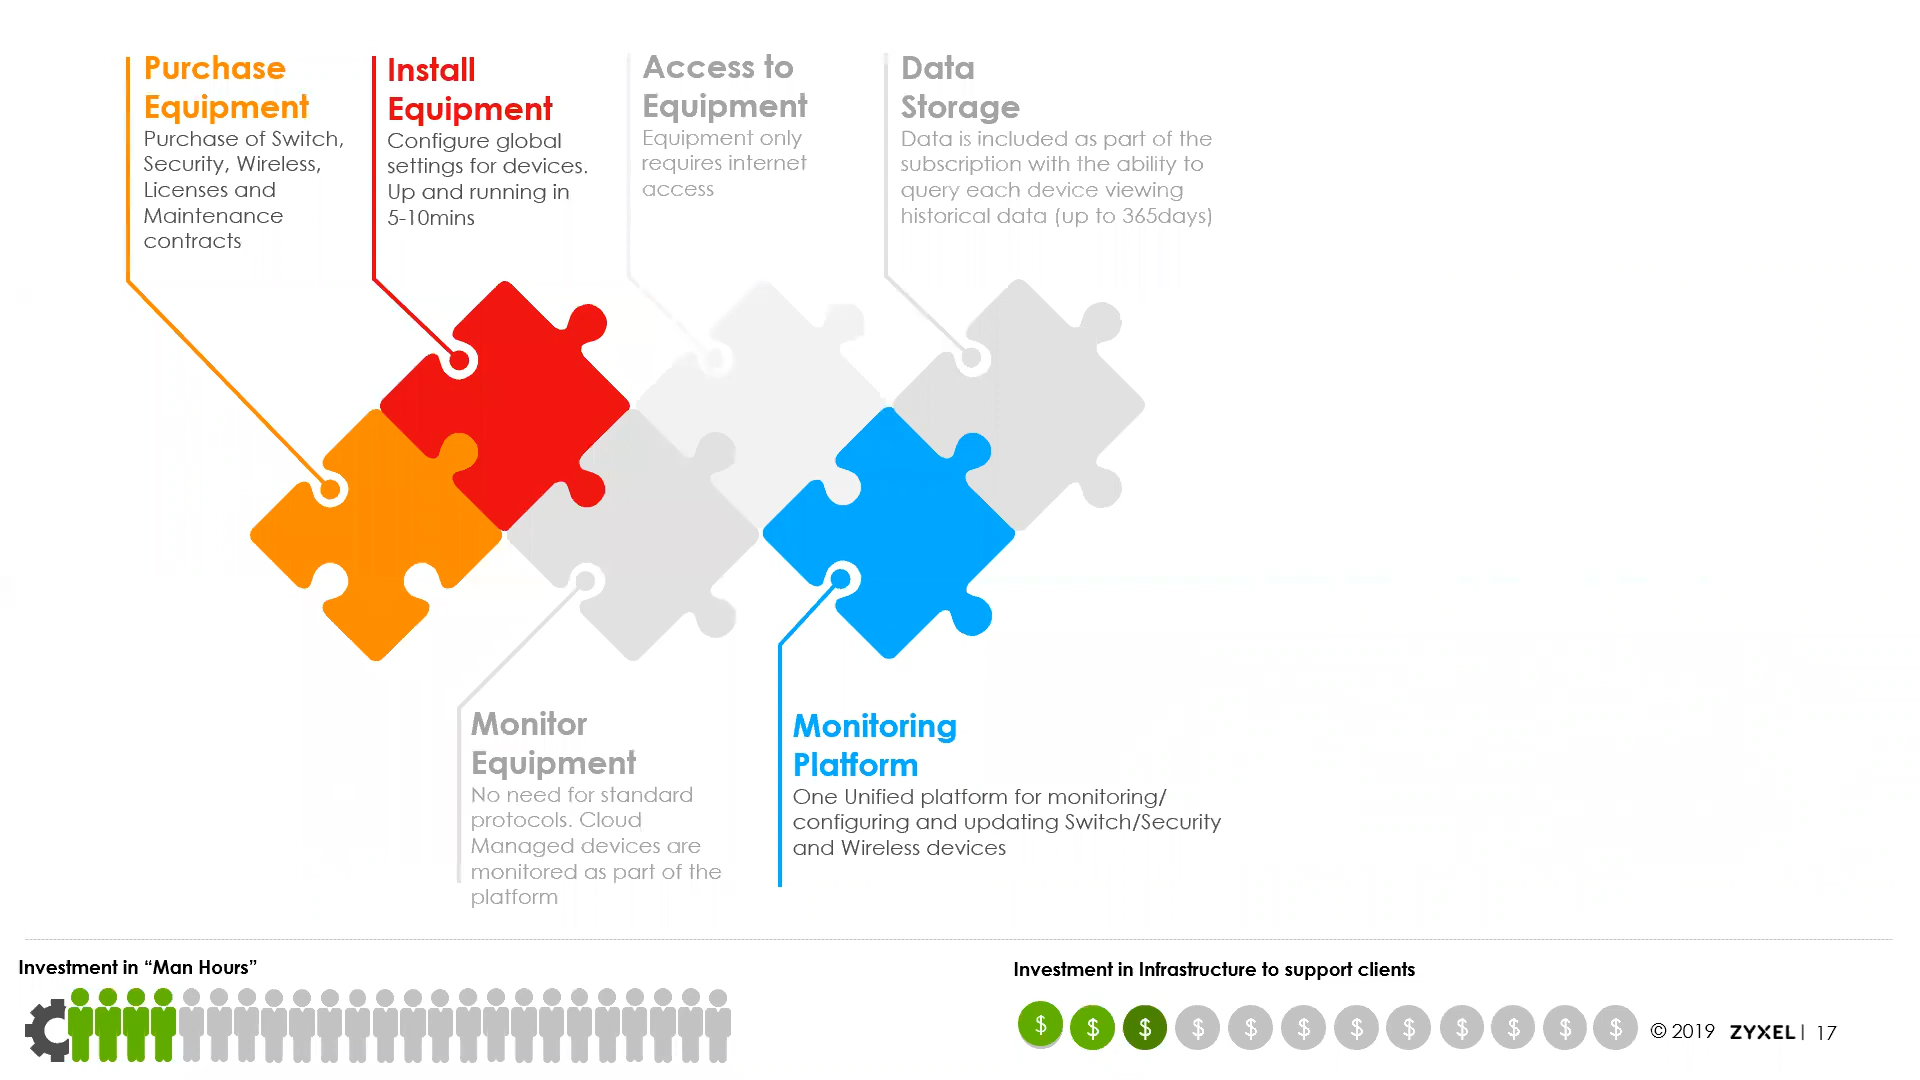 Purchase
Equipment
Purchase of Switch,
Security, Wireless,
Licenses and
Maintenance
contracts
Install
Equipment
Configure global
settings for devices.
Up and running in
5-10mins
Access to
Equipment
Equipment only
requires internet
access
Data
Storage
Data is included as part of the
subscription with the ability to
query each device viewing
historical data (up to 365days)
Monitor
Equipment
No need for standard
protocols. Cloud
Managed devices are
monitored as part of the
platform
Monitoring
Platform
One Unified platform for monitoring/
configuring and updating Switch/Security
and Wireless devices
Investment in “Man Hours”
Investment in Infrastructure to support clients
$ $ $ $ $ $ $ $ $ $ $ $
© 2019 ZYXEL | 17